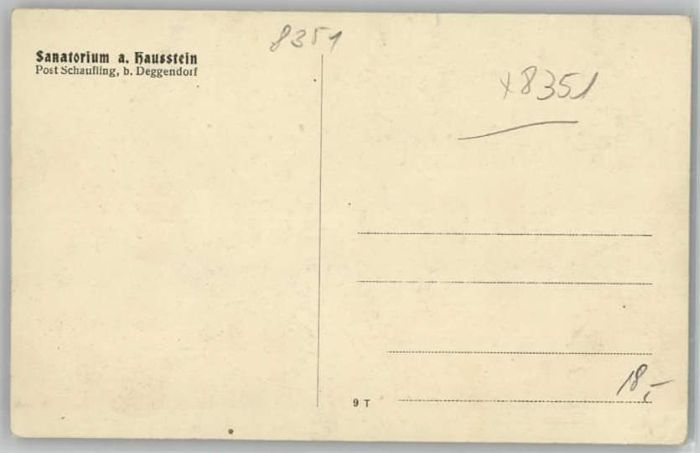 8351
Sanatorium a. Hausstein
Post Schaufling, b. Deggendorf
x8351
18,-
9 T